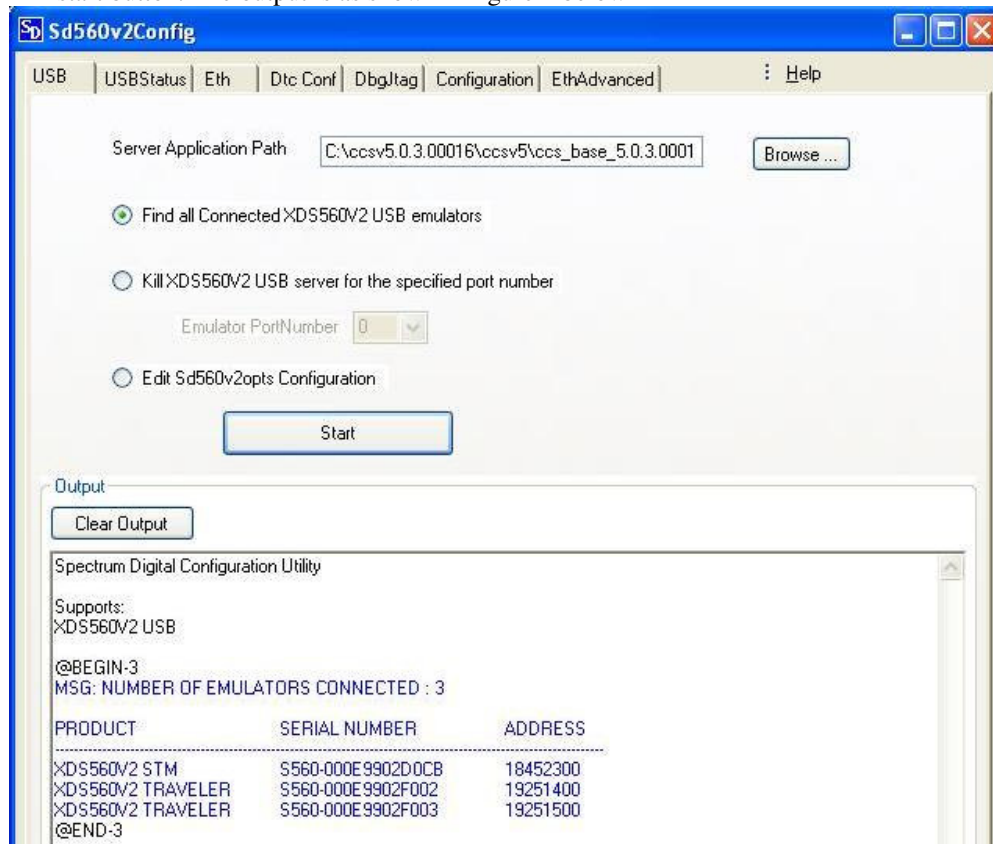 Sd560v2Config
USB USBStatus Eth Dtc Conf DbgJtag Configuration EthAdvanced Help
Server Application Path C:\ccsv5.0.3.00016\ccsv5\ccs_base_5.0.3.0001 Browse ...
Find all Connected XDS560V2 USB emulators
Kill XDS560V2 USB server for the specified port number
Emulator PortNumber 0
Edit Sd560v2opts Configuration
Start
Output
Clear Output
Spectrum Digital Configuration Utility
Supports:
XDS560V2 USB
@BEGIN-3
MSG: NUMBER OF EMULATORS CONNECTED : 3
PRODUCT SERIAL NUMBER ADDRESS
XDS560V2 STM S560-000E9902D0CB 18452300
XDS560V2 TRAVELER S560-000E9902F002 19251400
XDS560V2 TRAVELER S560-000E9902F003 19251500
@END-3